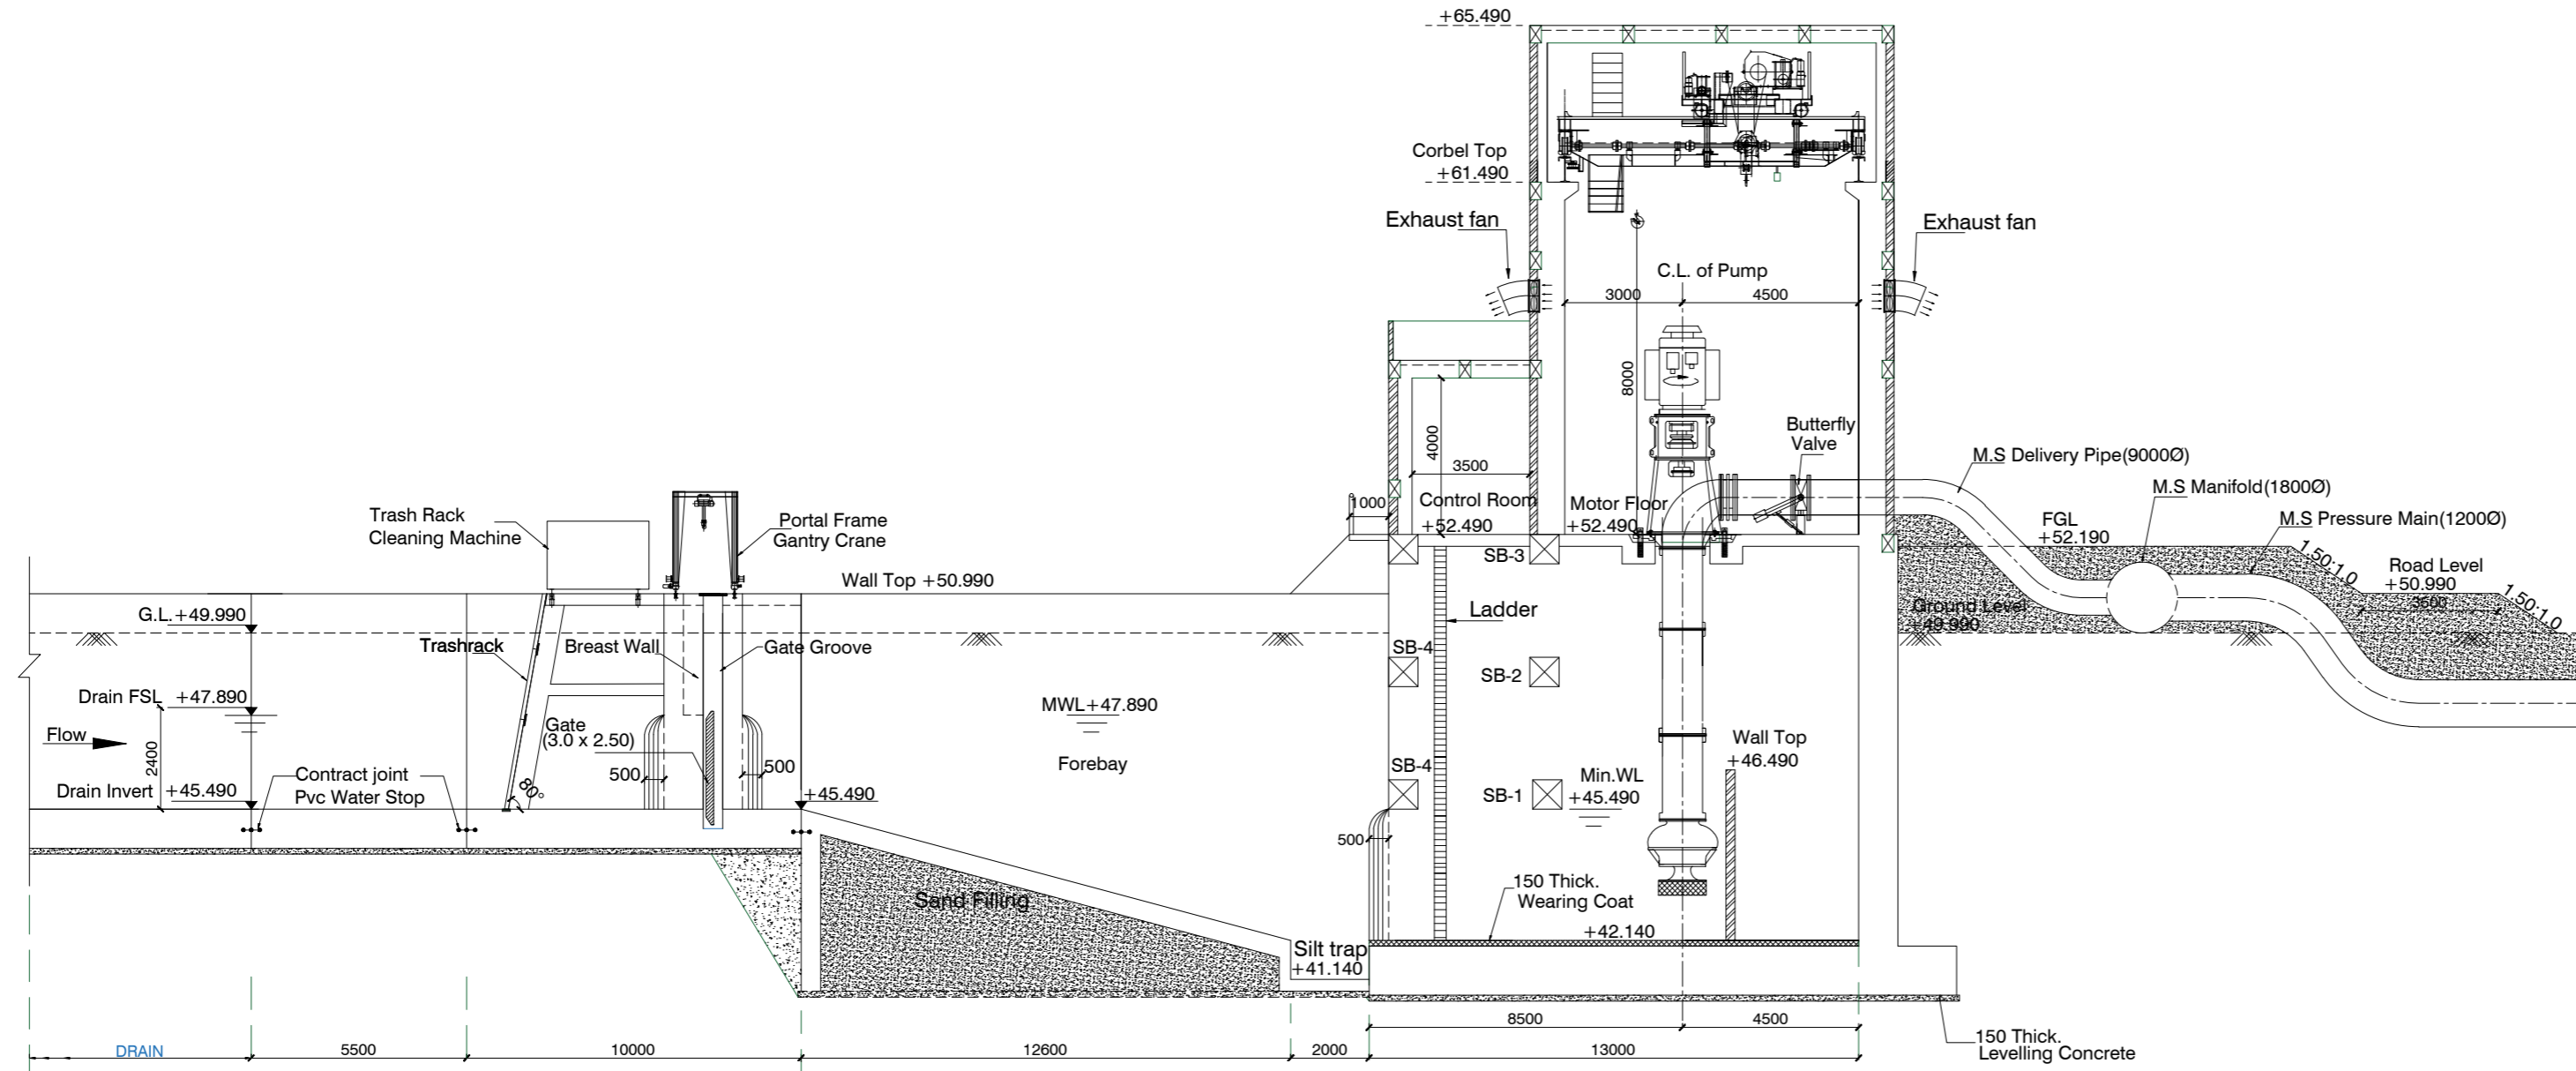 +65.490
Corbel Top
+61.490
Exhaust fan
Exhaust fan
C.L. of Pump
3000
4500
8000
4000
3500
Butterfly
Valve
M.S Delivery Pipe(9000Ø)
M.S Manifold(1800Ø)
M.S Pressure Main(1200Ø)
1000
Control Room
+52.490
Motor Floor
+52.490
FGL
+52.190
1.50:1.0
Road Level
+50.990
3500
1.50:1.0
Trash Rack
Cleaning Machine
Portal Frame
Gantry Crane
SB-3
Wall Top +50.990
G.L.+49.990
Ladder
Ground Level
+49.990
Trashrack
Breast Wall
Gate Groove
SB-4
SB-2
Drain FSL +47.890
MWL+47.890
Flow
2400
Gate
(3.0 x 2.50)
Forebay
Wall Top
+46.490
500
500
SB-4
Contract joint
Pvc Water Stop
Drain Invert +45.490
80°
+45.490
SB-1
Min.WL
+45.490
500
150 Thick.
Wearing Coat
Sand Filling
+42.140
Silt trap
+41.140
8500
4500
150 Thick.
Levelling Concrete
DRAIN
5500
10000
12600
2000
13000